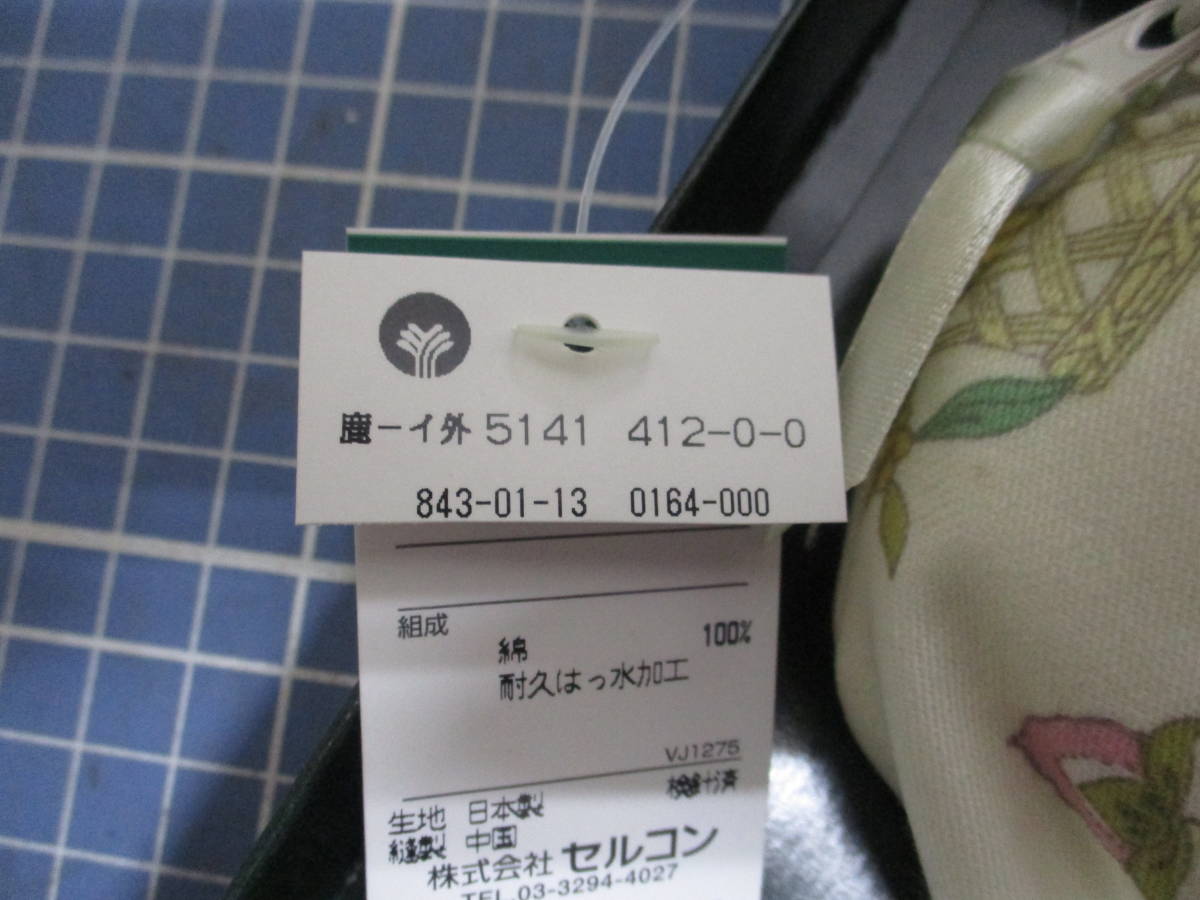 鹿ーイ外 5141 412-0-0
843-01-13 0164-000
組成
綿 100%
耐久はっ水加工
VJ1275
検針済
生地 日本製
縫製 中国
株式会社 セルコン
TEL.03-3294-4027